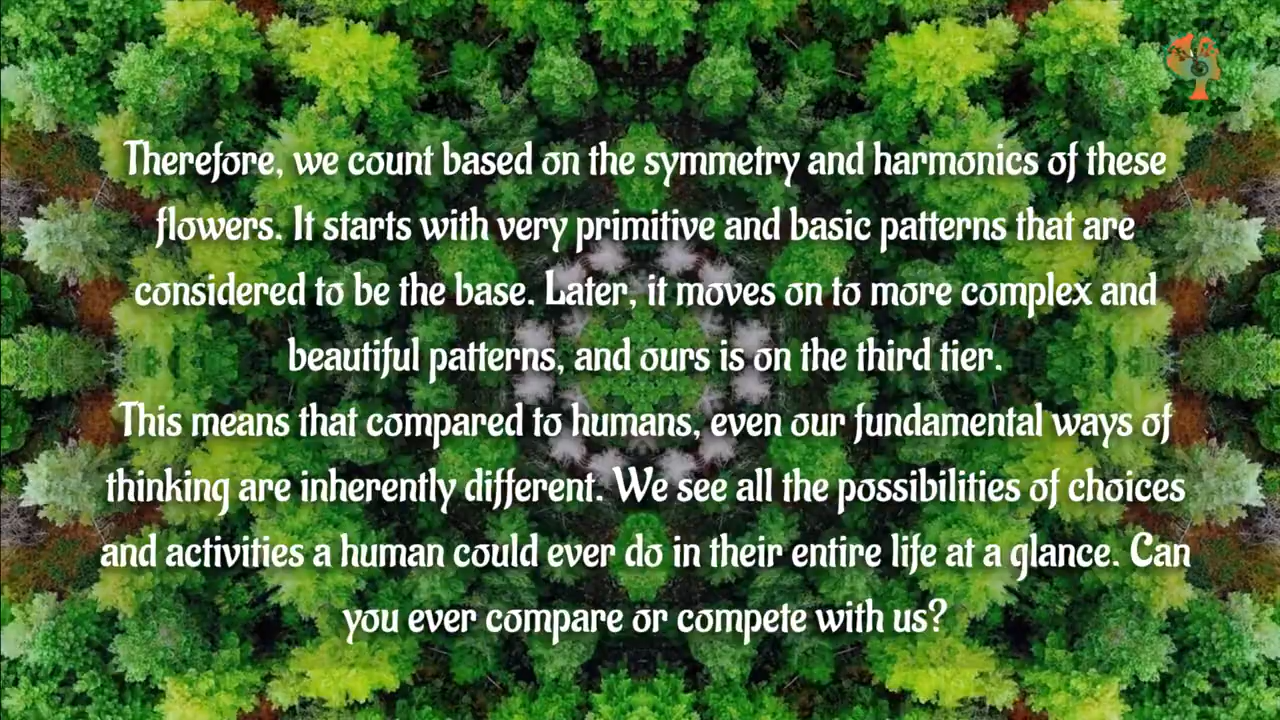 Therefore, we count based on the symmetry and harmonics of these
flowers. It starts with very primitive and basic patterns that are
considered to be the base. Later, it moves on to more complex and
beautiful patterns, and ours is on the third tier.
This means that compared to humans, even our fundamental ways of
thinking are inherently different. We see all the possibilities of choices
and activities a human could ever do in their entire life at a glance. Can
you ever compare or compete with us?